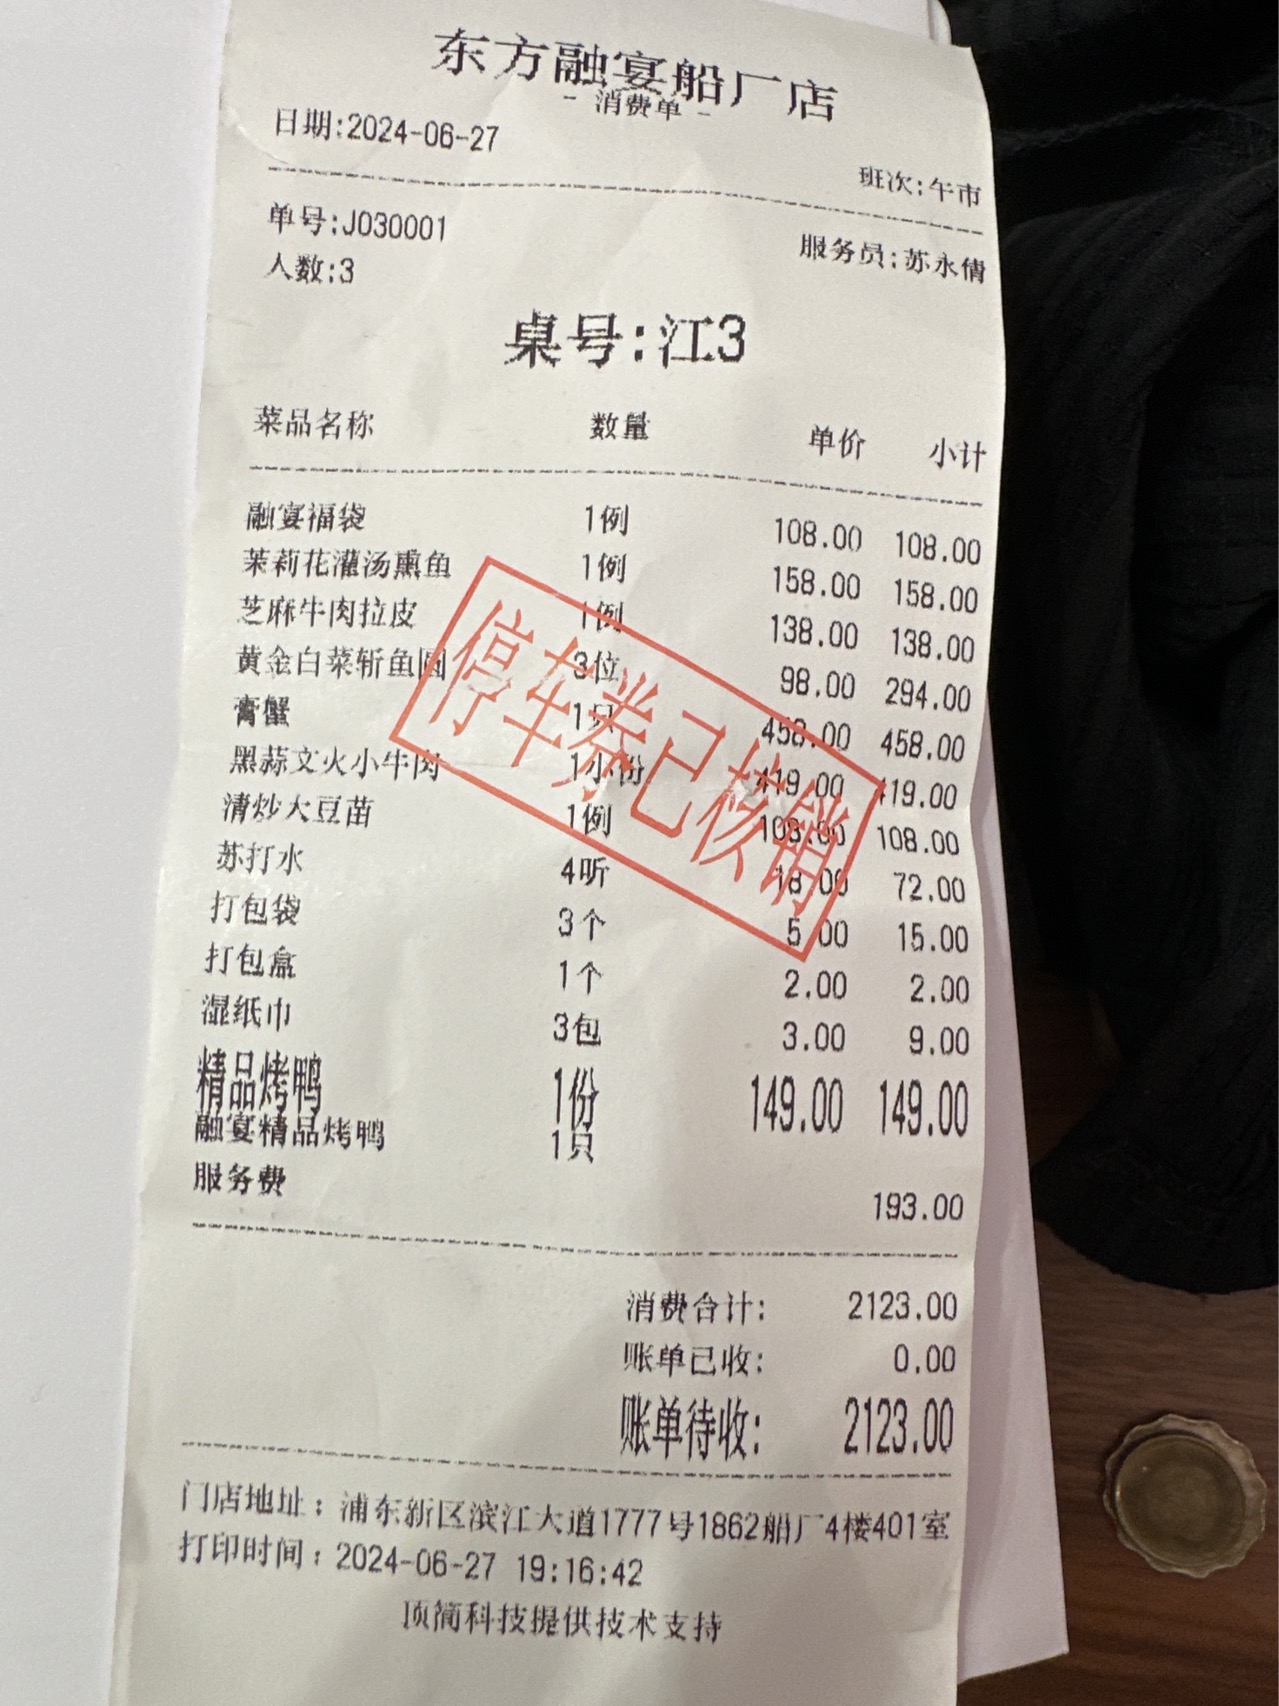 东方融宴船厂店
- 消费单 -
日期:2024-06-27 班次:午市
单号:J030001 服务员:苏永倩
人数:3
桌号:江3
菜品名称 数量 单价 小计
融宴福袋 1例 108.00 108.00
茉莉花灌汤熏鱼 1例 158.00 158.00
芝麻牛肉拉皮 1例 138.00 138.00
黄金白菜斩鱼圆 3位 98.00 294.00
膏蟹 1只 458.00 458.00
黑蒜文火小牛肉 1小份 419.00 419.00
清炒大豆苗 1例 108.00 108.00
苏打水 4听 18.00 72.00
打包袋 3个 5.00 15.00
打包盒 1个 2.00 2.00
湿纸巾 3包 3.00 9.00
精品烤鸭 1份 149.00 149.00
融宴精品烤鸭 1只
服务费 193.00
停车券已核销
消费合计: 2123.00
账单已收: 0.00
账单待收: 2123.00
门店地址：浦东新区滨江大道1777号1862船厂4楼401室
打印时间：2024-06-27 19:16:42
顶简科技提供技术支持